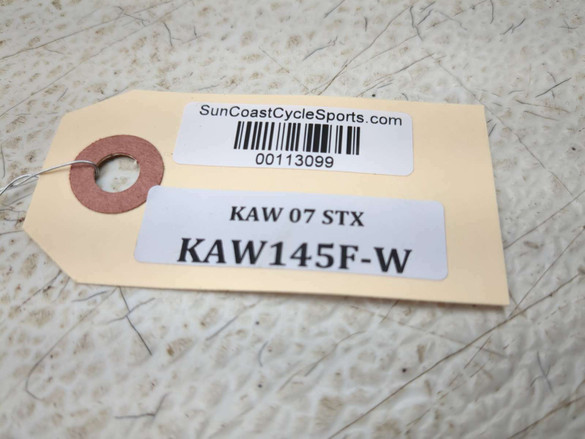 SunCoastCycleSports.com
00113099
KAW 07 STX
KAW145F-W